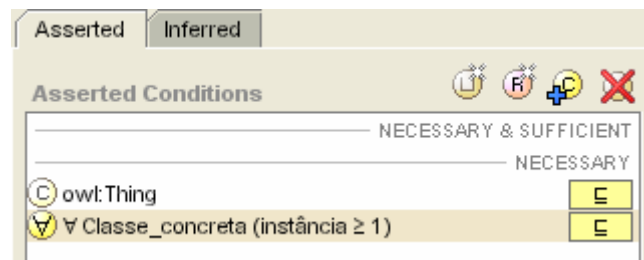 Asserted Inferred
Asserted Conditions
NECESSARY & SUFFICIENT
NECESSARY
C owl:Thing ⊑
∀ ∀ Classe_concreta (instância ≥ 1) ⊑